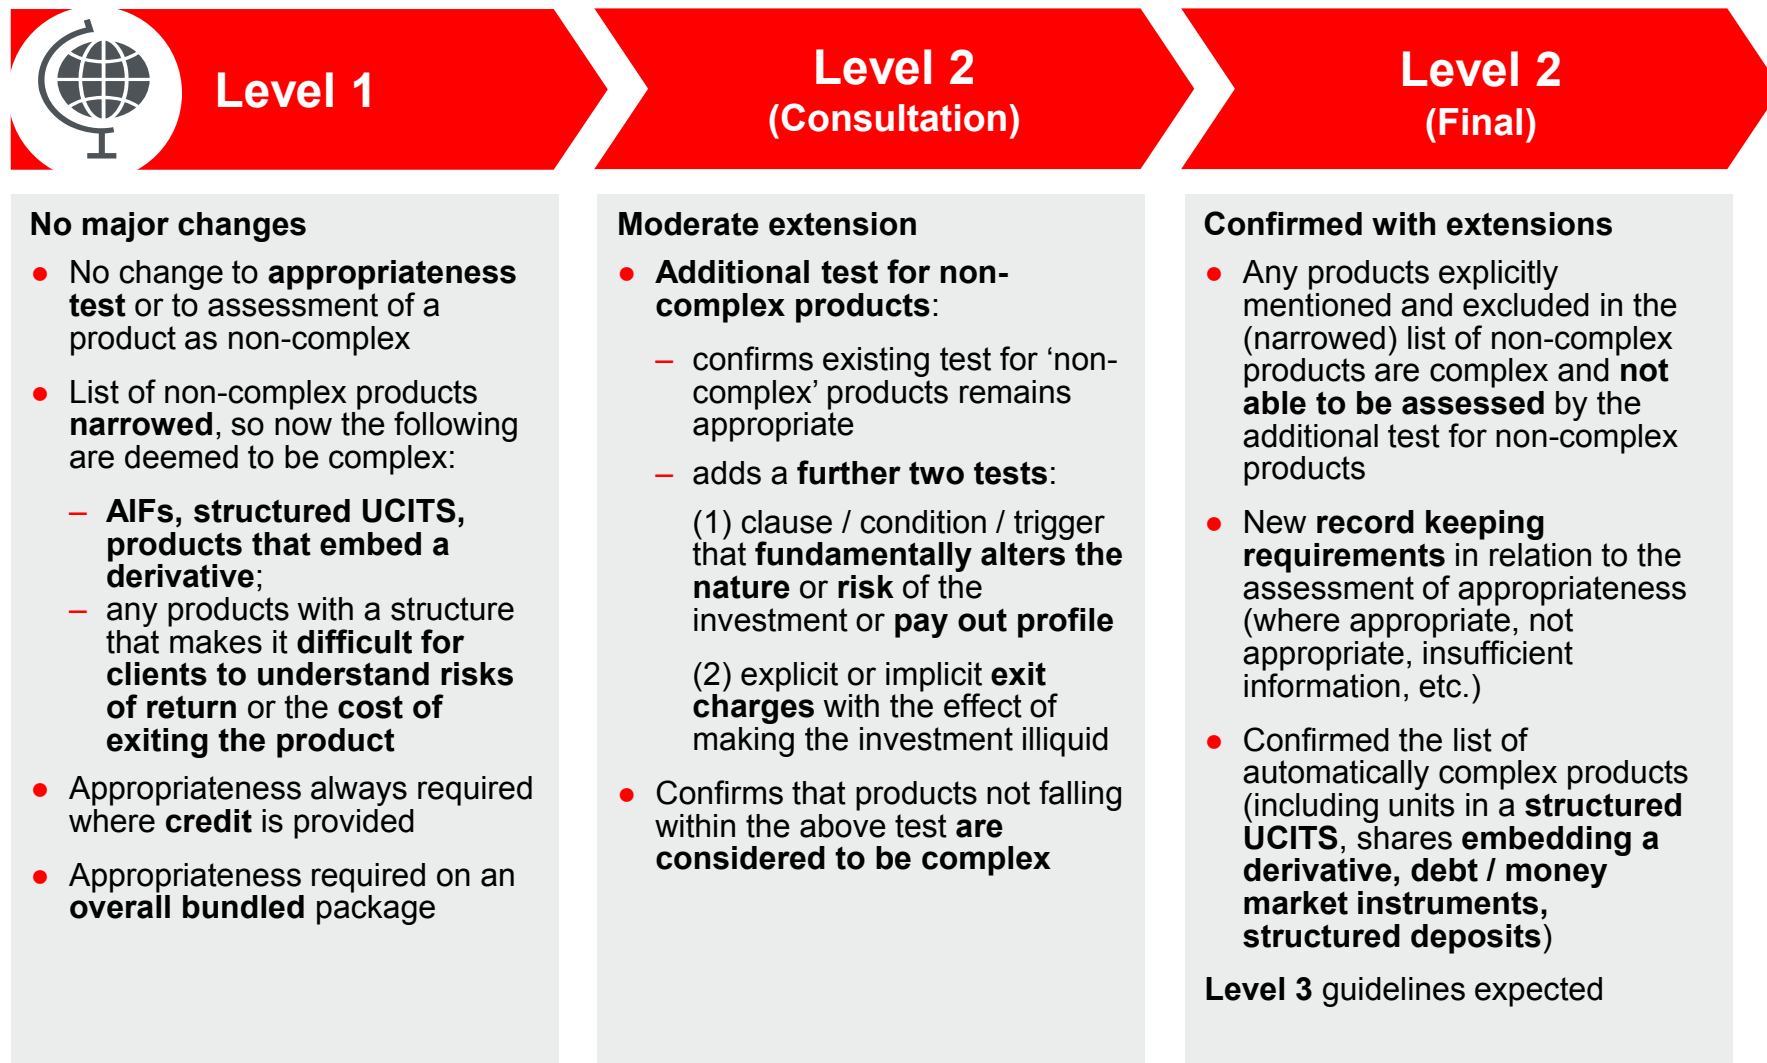 Level 1
Level 2
(Consultation)
Level 2
(Final)
No major changes
● No change to appropriateness
test or to assessment of a
product as non-complex
● List of non-complex products
narrowed, so now the following
are deemed to be complex:
– AIFs, structured UCITS,
products that embed a
derivative;
– any products with a structure
that makes it difficult for
clients to understand risks
of return or the cost of
exiting the product
● Appropriateness always required
where credit is provided
● Appropriateness required on an
overall bundled package
Moderate extension
● Additional test for non-
complex products:
– confirms existing test for ‘non-
complex’ products remains
appropriate
– adds a further two tests:
(1) clause / condition / trigger
that fundamentally alters the
nature or risk of the
investment or pay out profile
(2) explicit or implicit exit
charges with the effect of
making the investment illiquid
● Confirms that products not falling
within the above test are
considered to be complex
Confirmed with extensions
● Any products explicitly
mentioned and excluded in the
(narrowed) list of non-complex
products are complex and not
able to be assessed by the
additional test for non-complex
products
● New record keeping
requirements in relation to the
assessment of appropriateness
(where appropriate, not
appropriate, insufficient
information, etc.)
● Confirmed the list of
automatically complex products
(including units in a structured
UCITS, shares embedding a
derivative, debt / money
market instruments,
structured deposits)
Level 3 guidelines expected